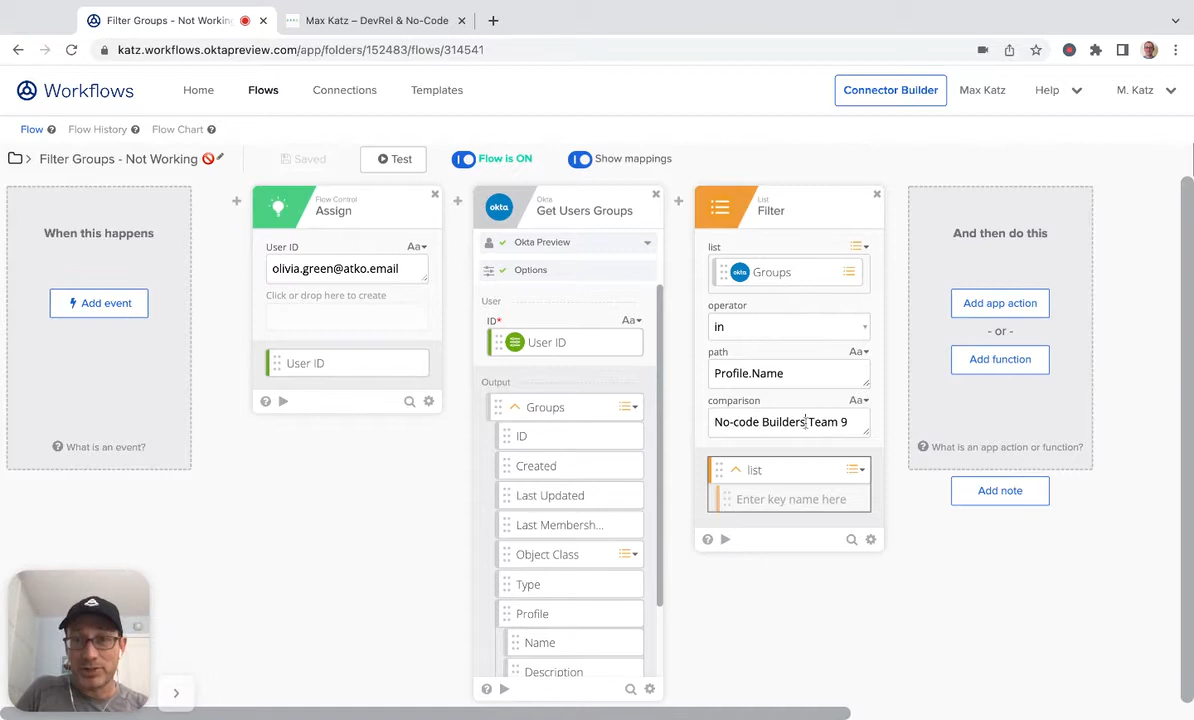 Filter Groups - Not Workin
Max Katz – DevRel & No-Code
katz.workflows.oktapreview.com/app/folders/152483/flows/314541
Workflows
Home
Flows
Connections
Templates
Connector Builder
Max Katz
Help
M. Katz
Flow
Flow History
Flow Chart
Filter Groups - Not Working
Saved
Test
Flow is ON
Show mappings
When this happens
Add event
What is an event?
Flow Control
Assign
User ID
Aa
olivia.green@atko.email
Click or drop here to create
User ID
okta
Okta
Get Users Groups
Okta Preview
Options
User
ID*
Aa
okta
User ID
Output
Groups
ID
Created
Last Updated
Last Membersh...
Object Class
Type
Profile
Name
Description
List
Filter
list
okta
Groups
operator
in
path
Aa
Profile.Name
comparison
Aa
No-code Builders Team 9
list
Enter key name here
And then do this
Add app action
- or -
Add function
What is an app action or function?
Add note